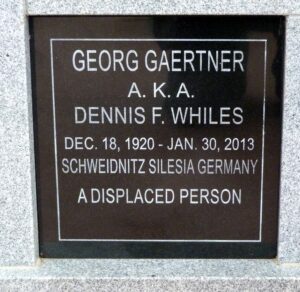 GEORG GAERTNER
A. K. A.
DENNIS F. WHILES
DEC. 18, 1920 - JAN. 30, 2013
SCHWEIDNITZ SILESIA GERMANY
A DISPLACED PERSON